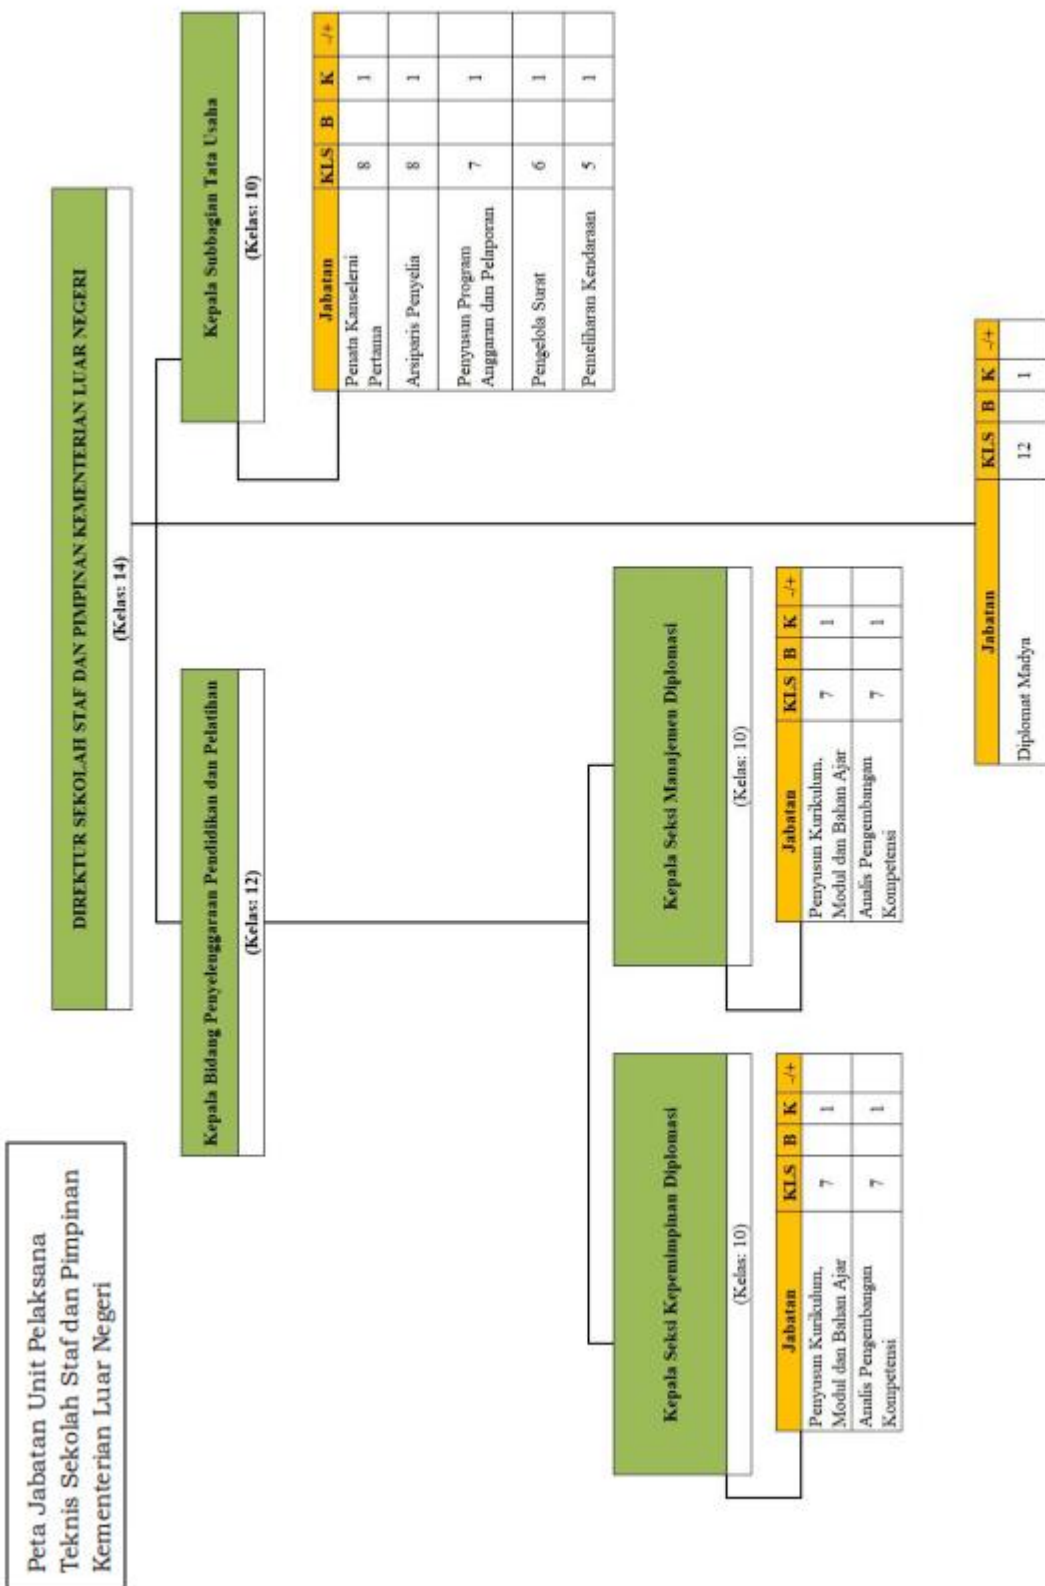 Peta Jabatan Unit Pelaksana
Teknis Sekolah Staf dan Pimpinan
Kementerian Luar Negeri
DIREKTUR SEKOLAH STAF DAN PIMPINAN KEMENTERIAN LUAR NEGERI
(Kelas: 14)
Kepala Bidang Penyelenggaraan Pendidikan dan Pelatihan
(Kelas: 12)
Kepala Subbagian Tata Usaha
(Kelas: 10)
Jabatan KLS B K -/+
Penata Kanselerai
Pertama 8 1
Arsiparis Penyelia 8 1
Penyusun Program
Anggaran dan Pelaporan 7 1
Pengelola Surat 6 1
Pemeliharan Kendaraan 5 1
Kepala Seksi Kepemimpinan Diplomasi
(Kelas: 10)
Jabatan KLS B K -/+
Penyusun Kurikulum,
Modul dan Bahan Ajar 7 1
Analis Pengembangan
Kompetensi 7 1
Kepala Seksi Manajemen Diplomasi
(Kelas: 10)
Jabatan KLS B K -/+
Penyusun Kurikulum,
Modul dan Bahan Ajar 7 1
Analis Pengembangan
Kompetensi 7 1
Jabatan KLS B K -/+
Diplomat Madya 12 1